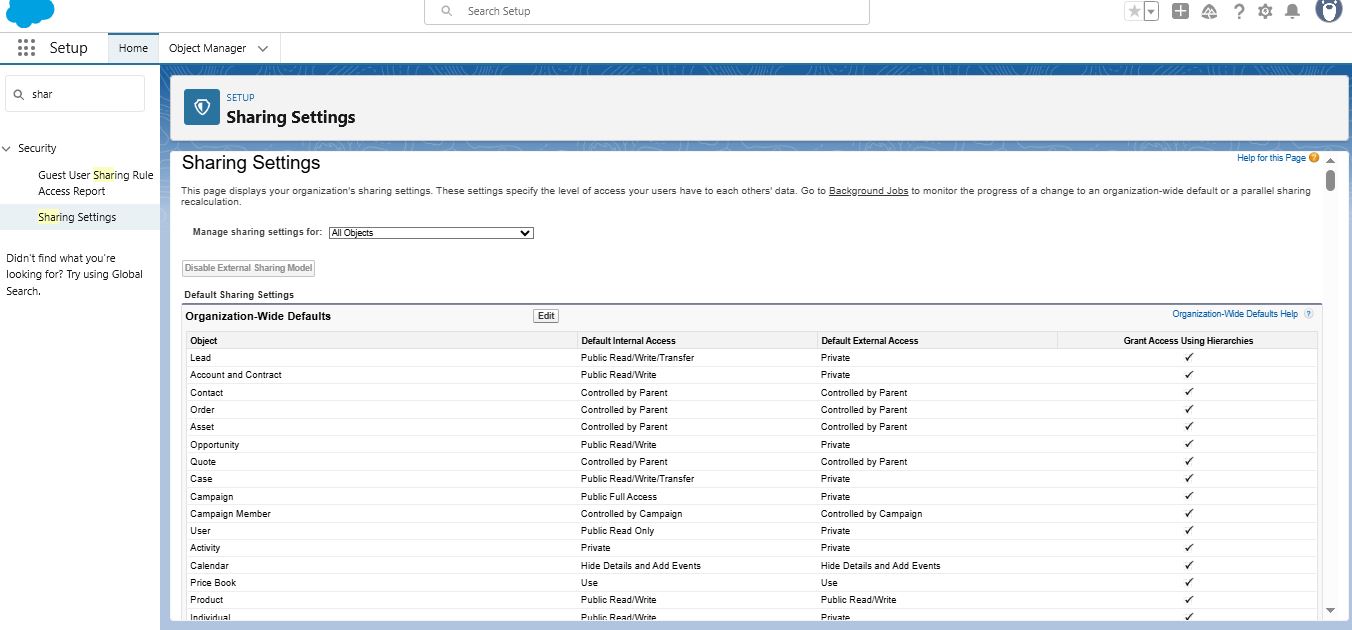 Search Setup
Setup
Home
Object Manager
shar
Security
Guest User Sharing Rule
Access Report
Sharing Settings
Didn't find what you're
looking for? Try using Global
Search.
SETUP
Sharing Settings
Sharing Settings
Help for this Page
This page displays your organization's sharing settings. These settings specify the level of access your users have to each others' data. Go to Background Jobs to monitor the progress of a change to an organization-wide default or a parallel sharing
recalculation.
Manage sharing settings for: All Objects
Disable External Sharing Model
Default Sharing Settings
Organization-Wide Defaults Edit Organization-Wide Defaults Help ?
Object Default Internal Access Default External Access Grant Access Using Hierarchies
Lead Public Read/Write/Transfer Private ✓
Account and Contract Public Read/Write Private ✓
Contact Controlled by Parent Controlled by Parent ✓
Order Controlled by Parent Controlled by Parent ✓
Asset Controlled by Parent Controlled by Parent ✓
Opportunity Public Read/Write Private ✓
Quote Controlled by Parent Controlled by Parent ✓
Case Public Read/Write/Transfer Private ✓
Campaign Public Full Access Private ✓
Campaign Member Controlled by Campaign Controlled by Campaign ✓
User Public Read Only Private ✓
Activity Private Private ✓
Calendar Hide Details and Add Events Hide Details and Add Events ✓
Price Book Use Use ✓
Product Public Read/Write Public Read/Write ✓
Individual Public Read/Write Private ✓